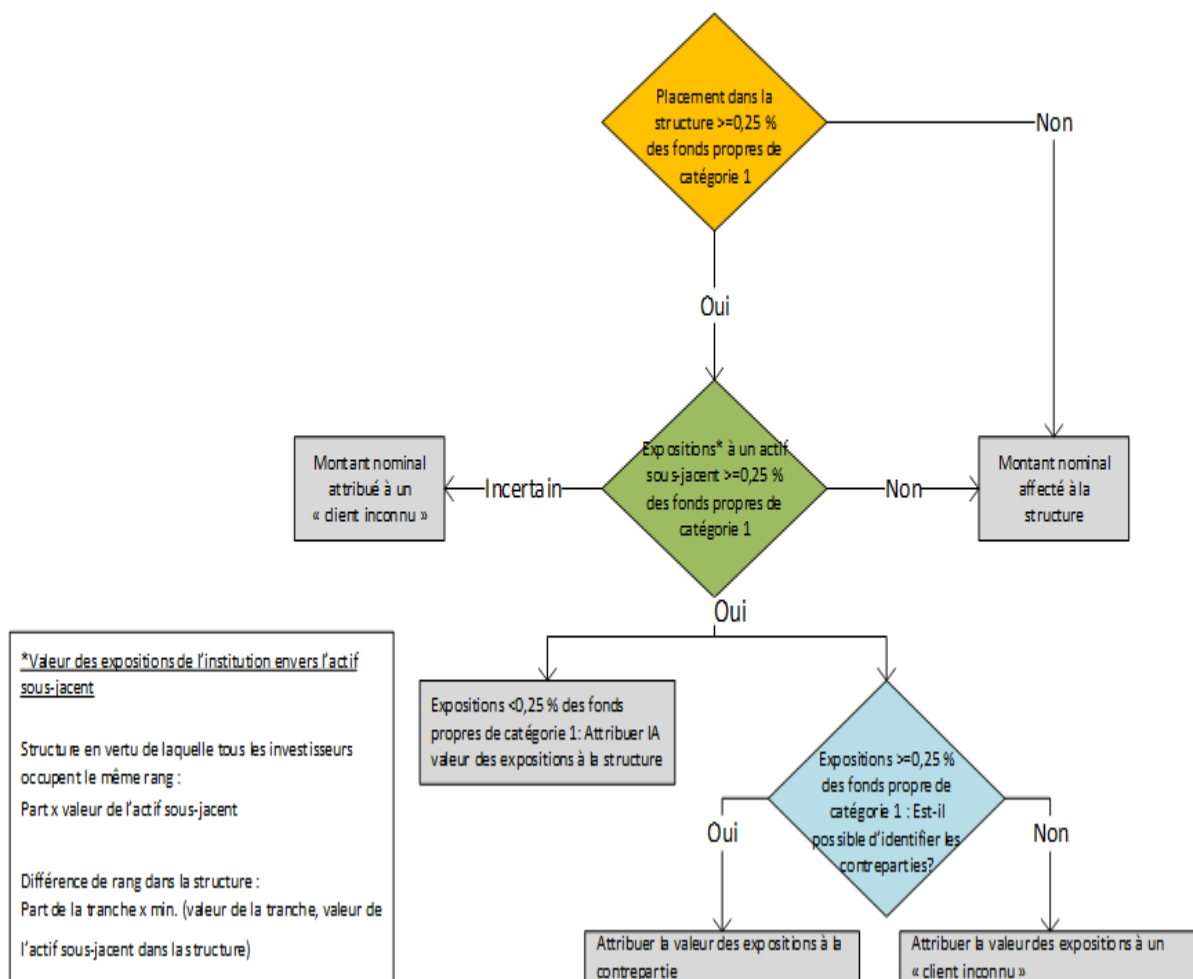 Placement dans la
structure >=0,25 %
des fonds propres de
catégorie 1
Non
Oui
Expositions* à un actif
sous-jacent >=0,25 %
des fonds propres de
catégorie 1
Incertain
Non
Montant nominal
attribué à un
« client inconnu »
Montant nominal
affecté à la
structure
Oui
Expositions <0,25 % des fonds
propres de catégorie 1: Attribuer lA
valeur des expositions à la structure
Expositions >=0,25 %
des fonds propre de
catégorie 1 : Est-il
possible d'identifier les
contreparties?
Oui
Non
Attribuer la valeur des expositions à la
contrepartie
Attribuer la valeur des expositions à un
« client inconnu »
*Valeur des expositions de l'institution envers l'actif
sous-jacent
Structure en vertu de laquelle tous les investisseurs
occupent le même rang :
Part x valeur de l'actif sous-jacent
Différence de rang dans la structure :
Part de la tranche x min. (valeur de la tranche, valeur de
l'actif sous-jacent dans la structure)